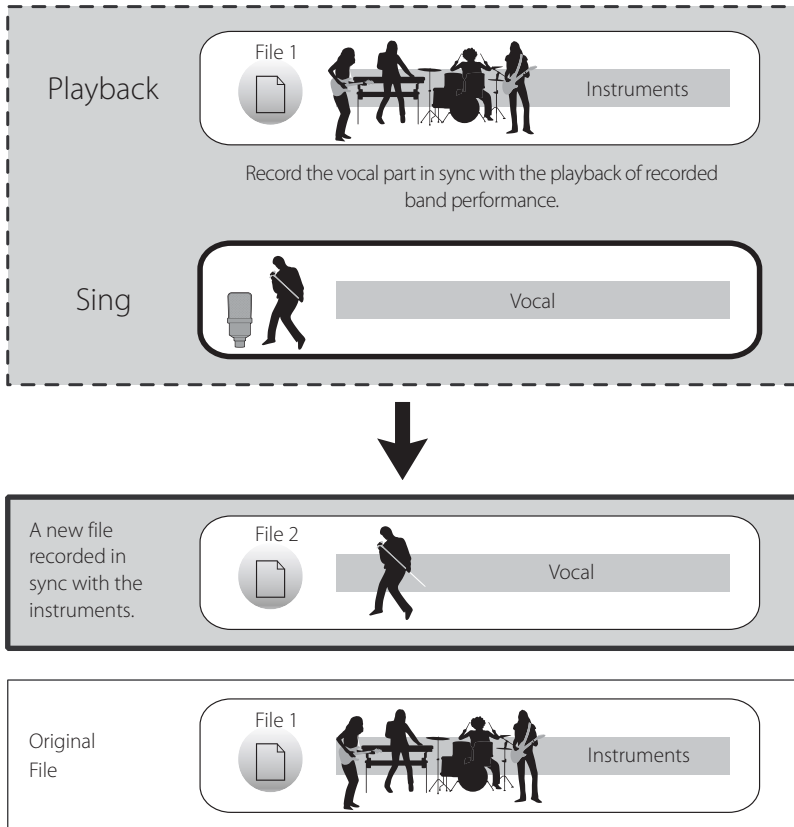 File 1
Playback
Instruments
Record the vocal part in sync with the playback of recorded
band performance.
Sing
Vocal
A new file
recorded in
sync with the
instruments.
File 2
Vocal
Original
File
File 1
Instruments